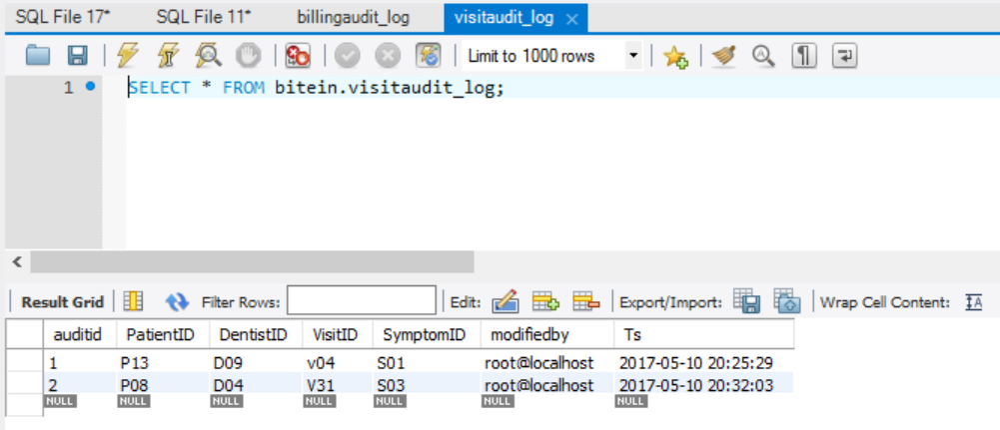 SQL File 17* SQL File 11* billingaudit_log visitaudit_log ×
Limit to 1000 rows
1 SELECT * FROM bitein.visitaudit_log;
Result Grid Filter Rows: Edit: Export/Import: Wrap Cell Content: IA
auditid PatientID DentistID VisitID SymptomID modifiedby Ts
1 P13 D09 v04 S01 root@localhost 2017-05-10 20:25:29
2 P08 D04 V31 S03 root@localhost 2017-05-10 20:32:03
NULL NULL NULL NULL NULL NULL NULL